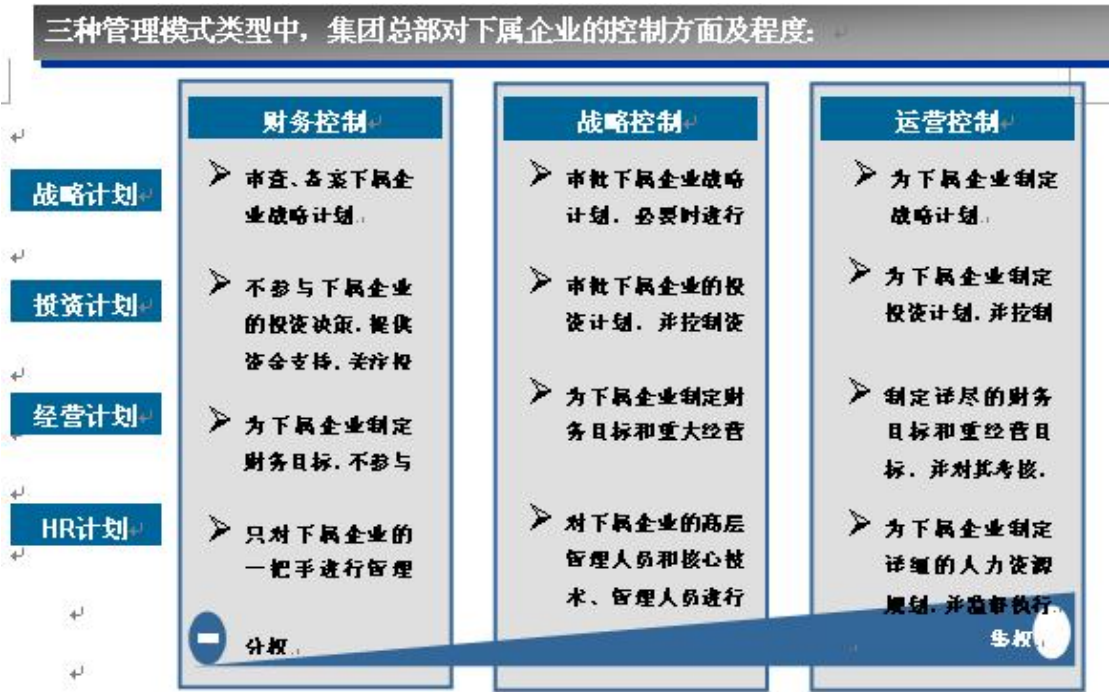 三种管理模式类型中，集团总部对下属企业的控制方面及程度:
财务控制
战略控制
运营控制
战略计划
审查、备案下属企
业战略计划.
审批下属企业战略
计划. 必要时进行
为下属企业制定
战略计划.
投资计划
不参与下属企业
的投资决策. 提供
资金支持. 关注投
审批下属企业的投
资计划. 并控制资
为下属企业制定
投资计划. 并控制
经营计划
为下属企业制定
财务目标. 不参与
为下属企业制定财
务目标和重大经营
制定详尽的财务
目标和重经营目
标. 并对其考核.
HR计划
只对下属企业的
一把手进行管理
对下属企业的高层
管理人员和核心技
术、管理人员进行
为下属企业制定
详细的人力资源
规划. 并监督执行.
分权.
集权.